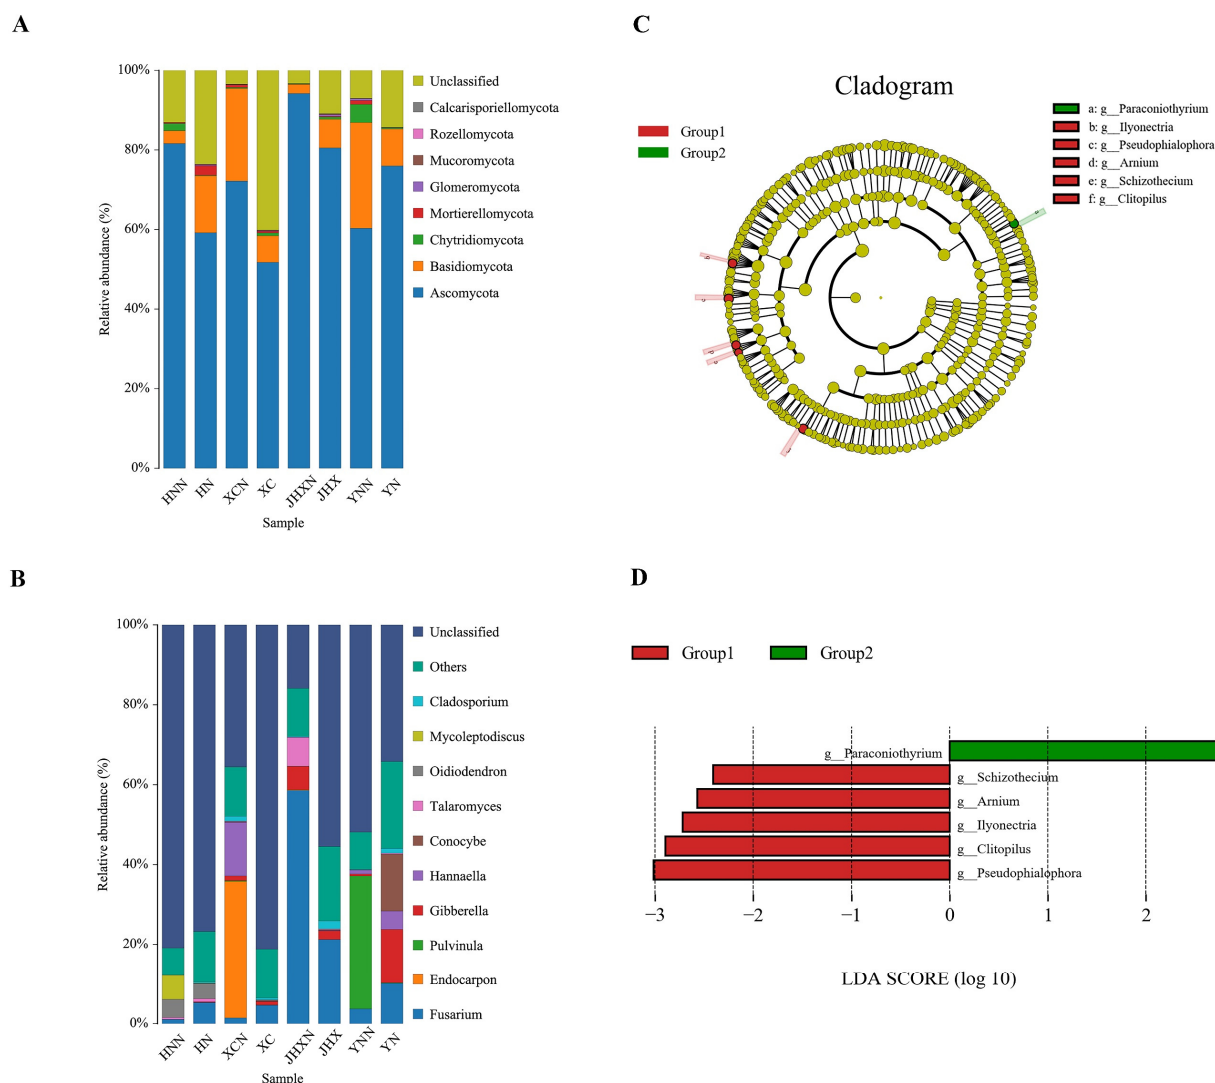 A
100%
80%
60%
40%
20%
0%
Relative abundance (%)
HNN
HN
XCN
XC
JHXN
JHX
YNN
YN
Sample
Unclassified
Calcarisporiellomycota
Rozellomycota
Mucoromycota
Glomeromycota
Mortierellomycota
Chytridiomycota
Basidiomycota
Ascomycota
C
Cladogram
Group1
Group2
a: g__Paraconiothyrium
b: g__Ilyonectria
c: g__Pseudophialophora
d: g__Arnium
e: g__Schizothecium
f: g__Clitopilus
B
100%
80%
60%
40%
20%
0%
Relative abundance (%)
HNN
HN
XCN
XC
JHXN
JHX
YNN
YN
Sample
Unclassified
Others
Cladosporium
Mycoleptodiscus
Oidiodendron
Talaromyces
Conocybe
Hannaella
Gibberella
Pulvinula
Endocarpon
Fusarium
D
Group1
Group2
g__Paraconiothyrium
g__Schizothecium
g__Arnium
g__Ilyonectria
g__Clitopilus
g__Pseudophialophora
−3
−2
−1
0
1
2
LDA SCORE (log 10)